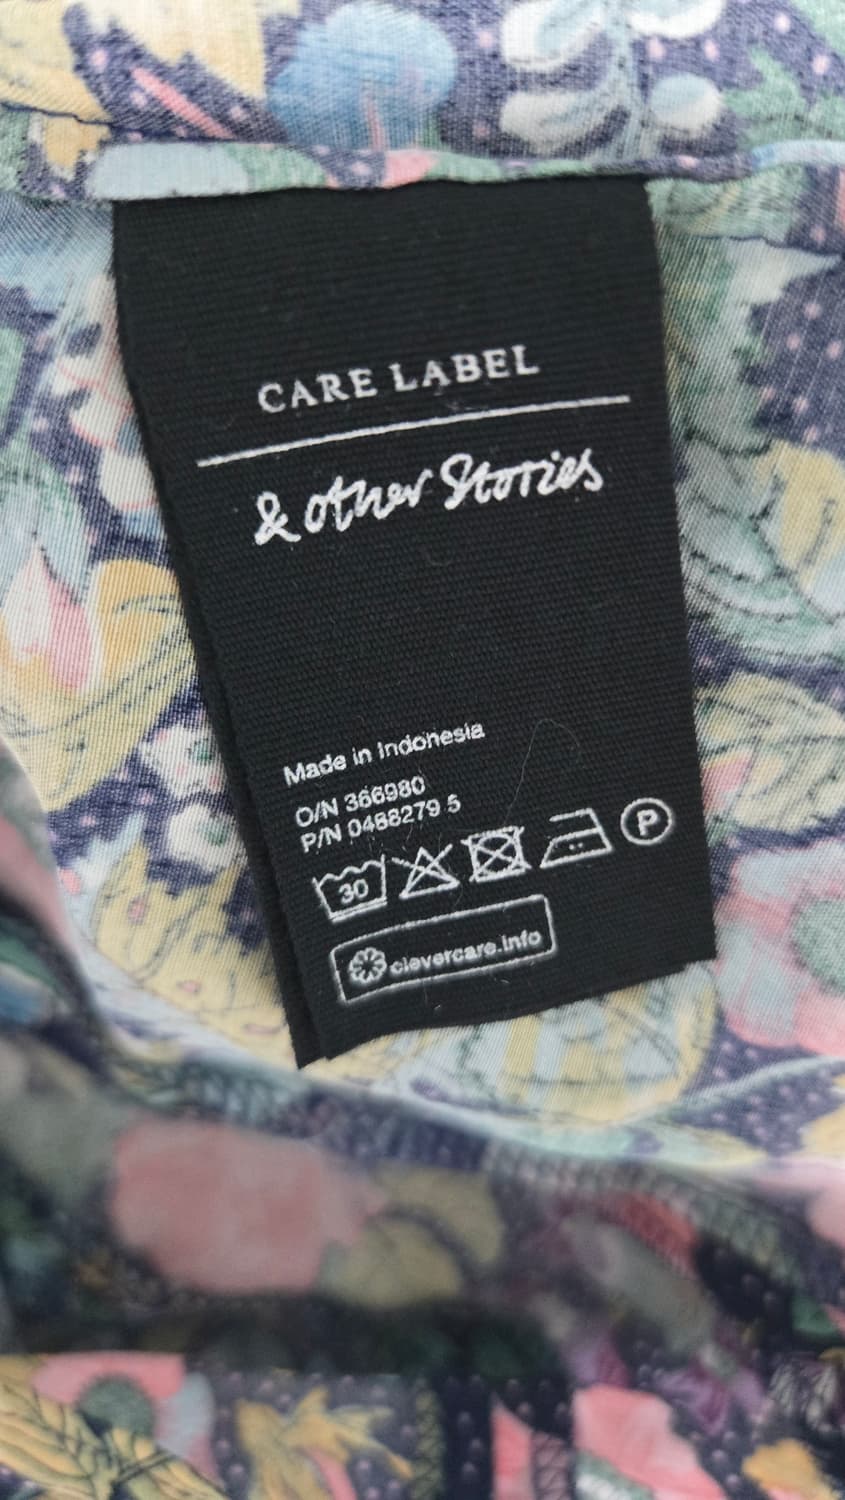 CARE LABEL
& other Stories
Made in Indonesia
O/N 366980
P/N 0488279 5
30 P
clevercare.info